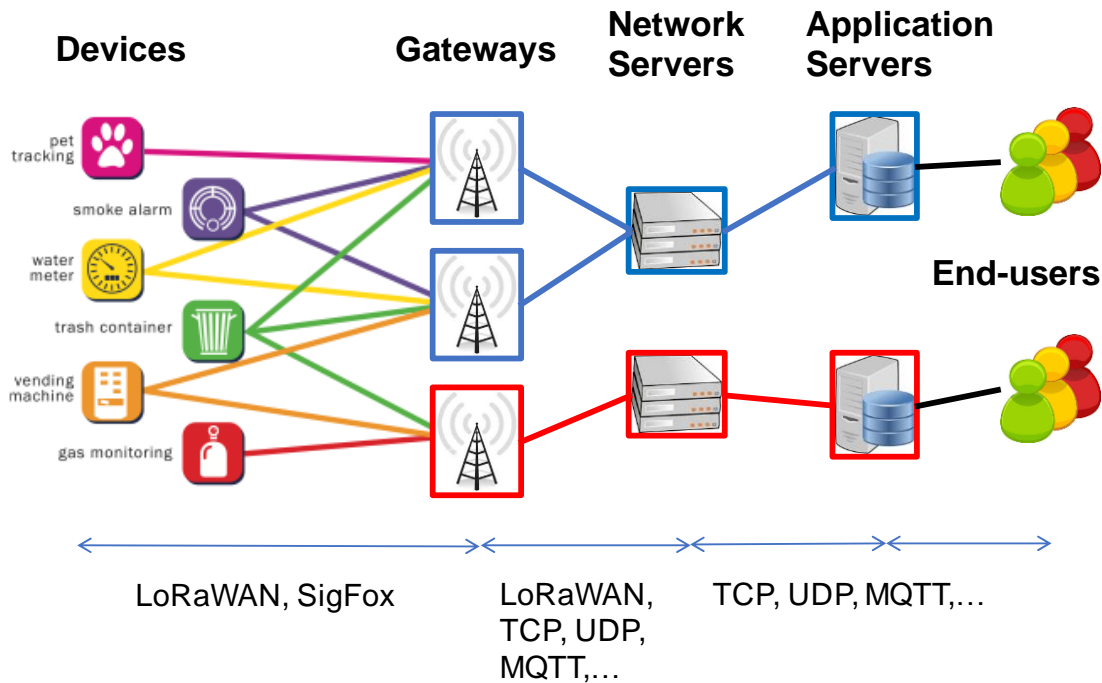 Devices
Gateways
Network
Servers
Application
Servers
pet
tracking
smoke alarm
water
meter
trash container
vending
machine
gas monitoring
End-users
LoRaWAN, SigFox
LoRaWAN,
TCP, UDP,
MQTT,…
TCP, UDP, MQTT,…